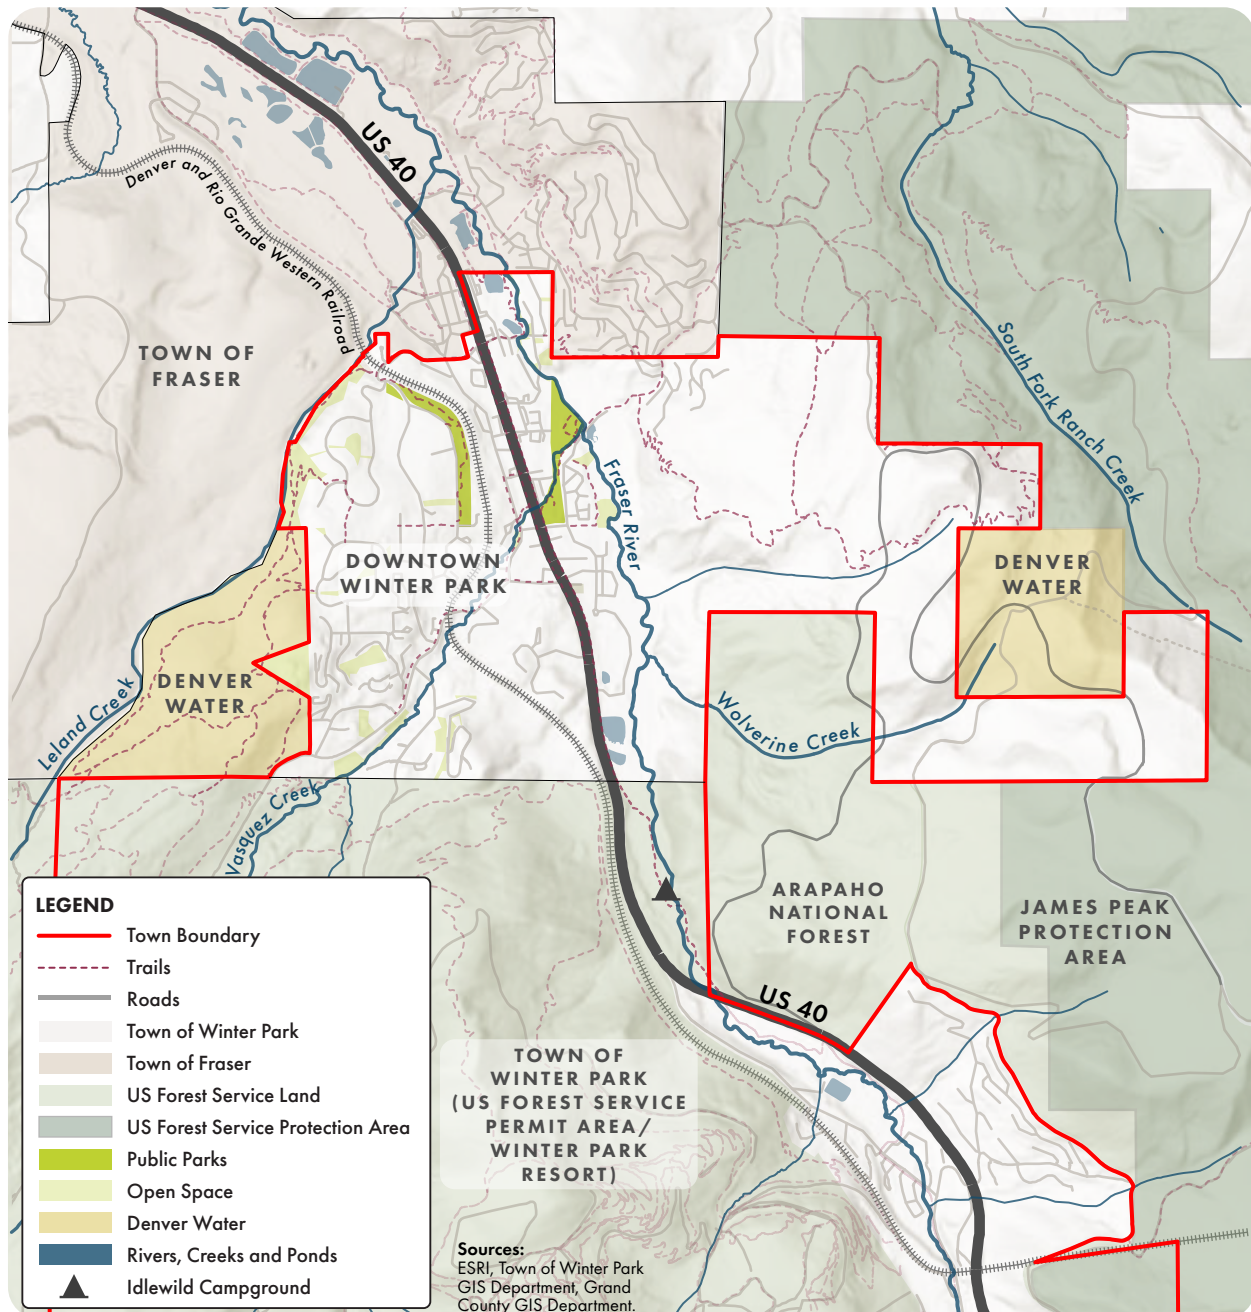 US 40
Denver and Rio Grande Western Railroad
TOWN OF
FRASER
South Fork Ranch Creek
Fraser River
DOWNTOWN
WINTER PARK
DENVER
WATER
DENVER
WATER
Leland Creek
Wolverine Creek
Vasquez Creek
ARAPAHO
NATIONAL
FOREST
JAMES PEAK
PROTECTION
AREA
US 40
TOWN OF
WINTER PARK
(US FOREST SERVICE
PERMIT AREA/
WINTER PARK
RESORT)
LEGEND
Town Boundary
Trails
Roads
Town of Winter Park
Town of Fraser
US Forest Service Land
US Forest Service Protection Area
Public Parks
Open Space
Denver Water
Rivers, Creeks and Ponds
Idlewild Campground
Sources:
ESRI, Town of Winter Park
GIS Department, Grand
County GIS Department.